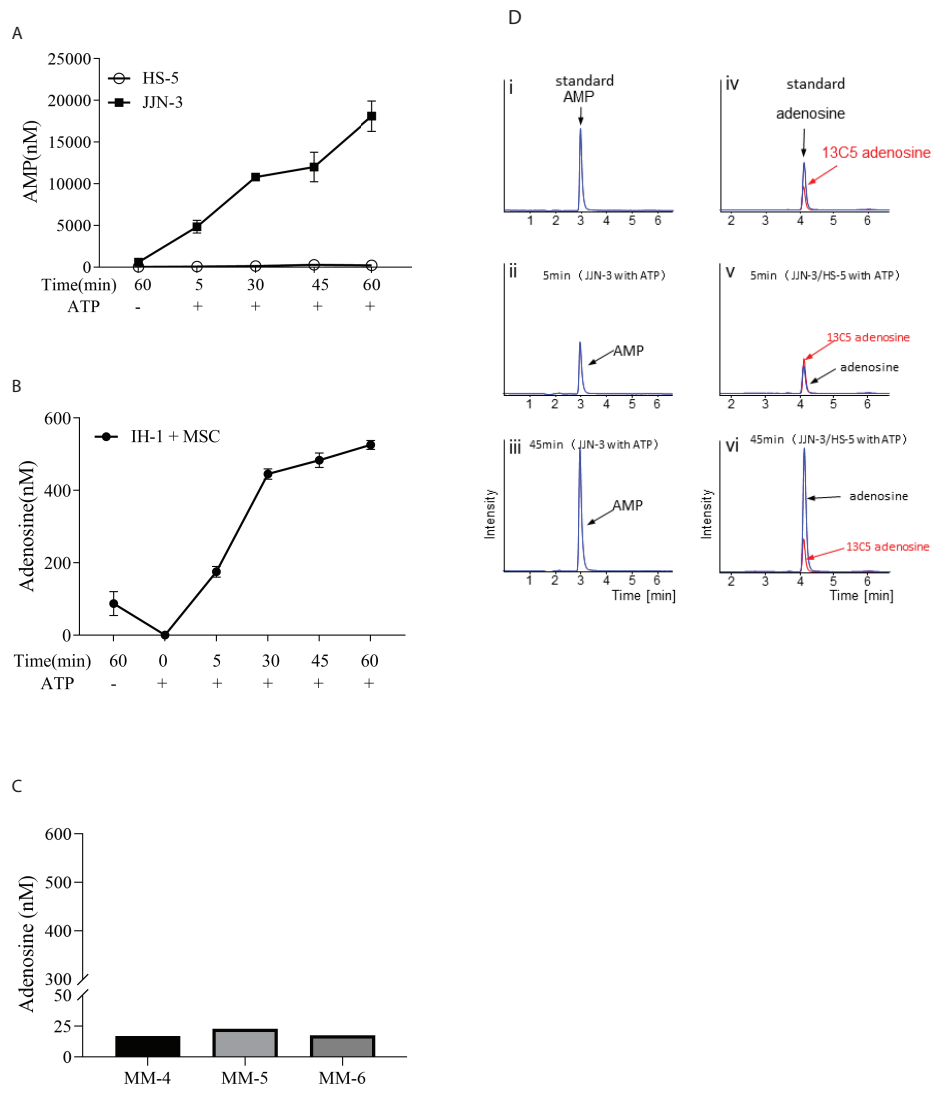 A
25000
20000
15000
10000
5000
0
AMP(nM)
HS-5
JJN-3
Time(min) 60 5 30 45 60
ATP - + + + +
B
600
400
200
0
Adenosine(nM)
IH-1 + MSC
Time(min) 60 0 5 30 45 60
ATP - + + + + +
C
600
500
400
300
50
25
0
Adenosine (nM)
MM-4 MM-5 MM-6
D
i
standard
AMP
1 2 3 4 5 6
iv
standard
adenosine
13C5 adenosine
2 3 4 5 6
ii
5min (JJN-3 with ATP)
AMP
1 2 3 4 5 6
v
5min (JJN-3/HS-5 with ATP)
13C5 adenosine
adenosine
2 3 4 5 6
iii
45min (JJN-3 with ATP)
AMP
Intensity
1 2 3 4 5 6
Time [min]
vi
45min (JJN-3/HS-5 with ATP)
adenosine
13C5 adenosine
Intensity
2 3 4 5 6
Time [min]